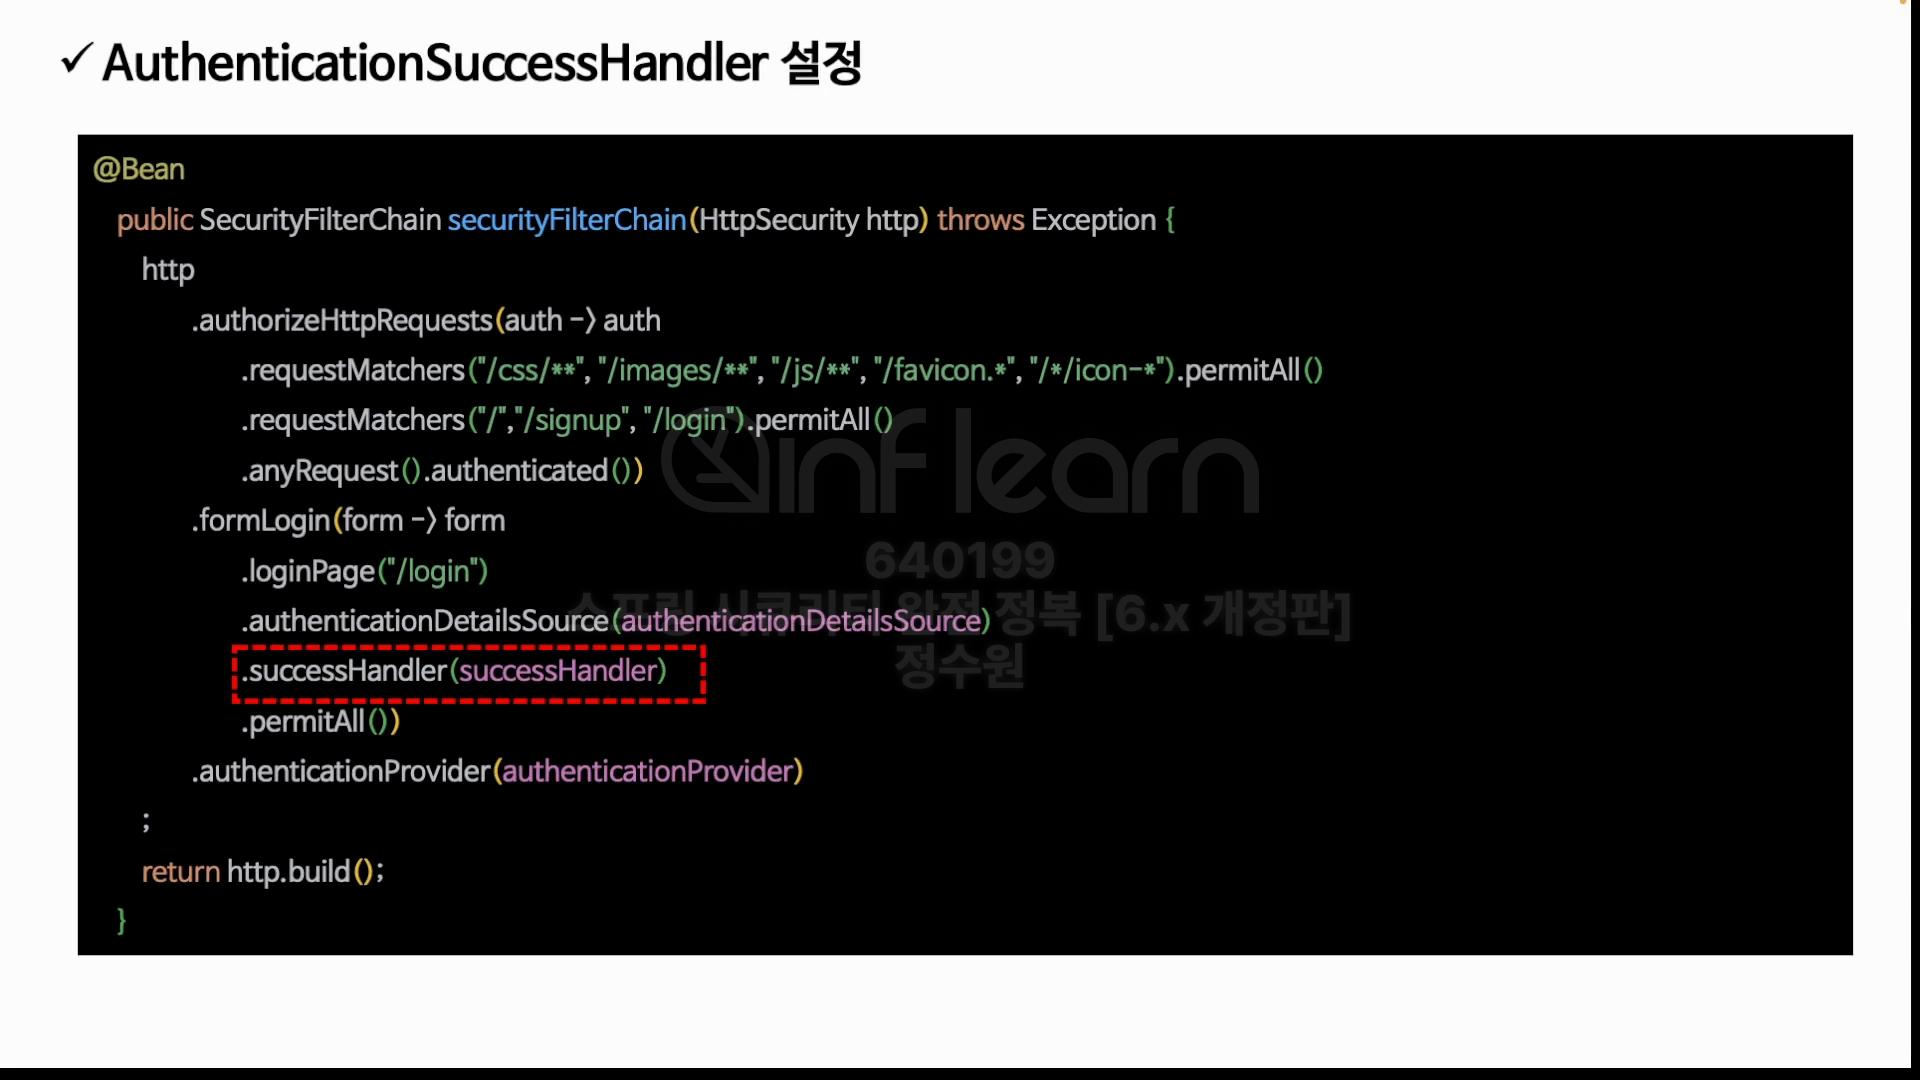 ✓ AuthenticationSuccessHandler 설정
@Bean
public SecurityFilterChain securityFilterChain(HttpSecurity http) throws Exception {
http
.authorizeHttpRequests(auth -> auth
.requestMatchers("/css/**", "/images/**", "/js/**", "/favicon.*", "/*/icon-*").permitAll()
.requestMatchers("/","/signup", "/login").permitAll()
.anyRequest().authenticated())
.formLogin(form -> form
.loginPage("/login")
.authenticationDetailsSource(authenticationDetailsSource)
.successHandler(successHandler)
.permitAll())
.authenticationProvider(authenticationProvider)
;
return http.build();
}
inflearn
640199
스프링 시큐리티 완전 정복 [6.x 개정판]
정수원